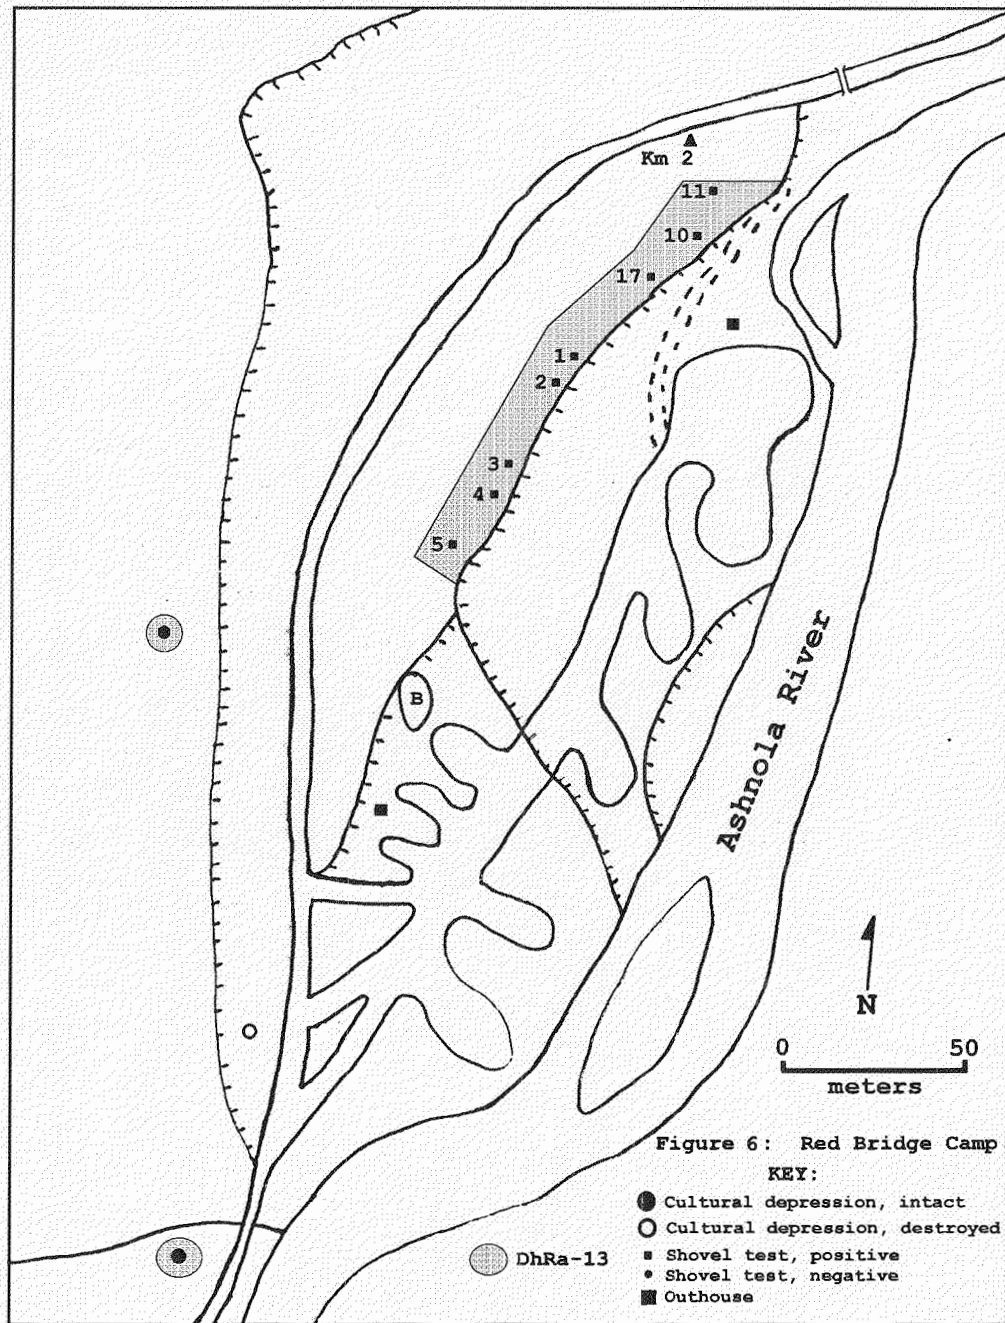 Km 2
11
10
17
1
2
3
4
5
B
Ashnola River
N
0 50
meters
Figure 6: Red Bridge Camp
KEY:
Cultural depression, intact
Cultural depression, destroyed
Shovel test, positive
Shovel test, negative
Outhouse
DhRa-13